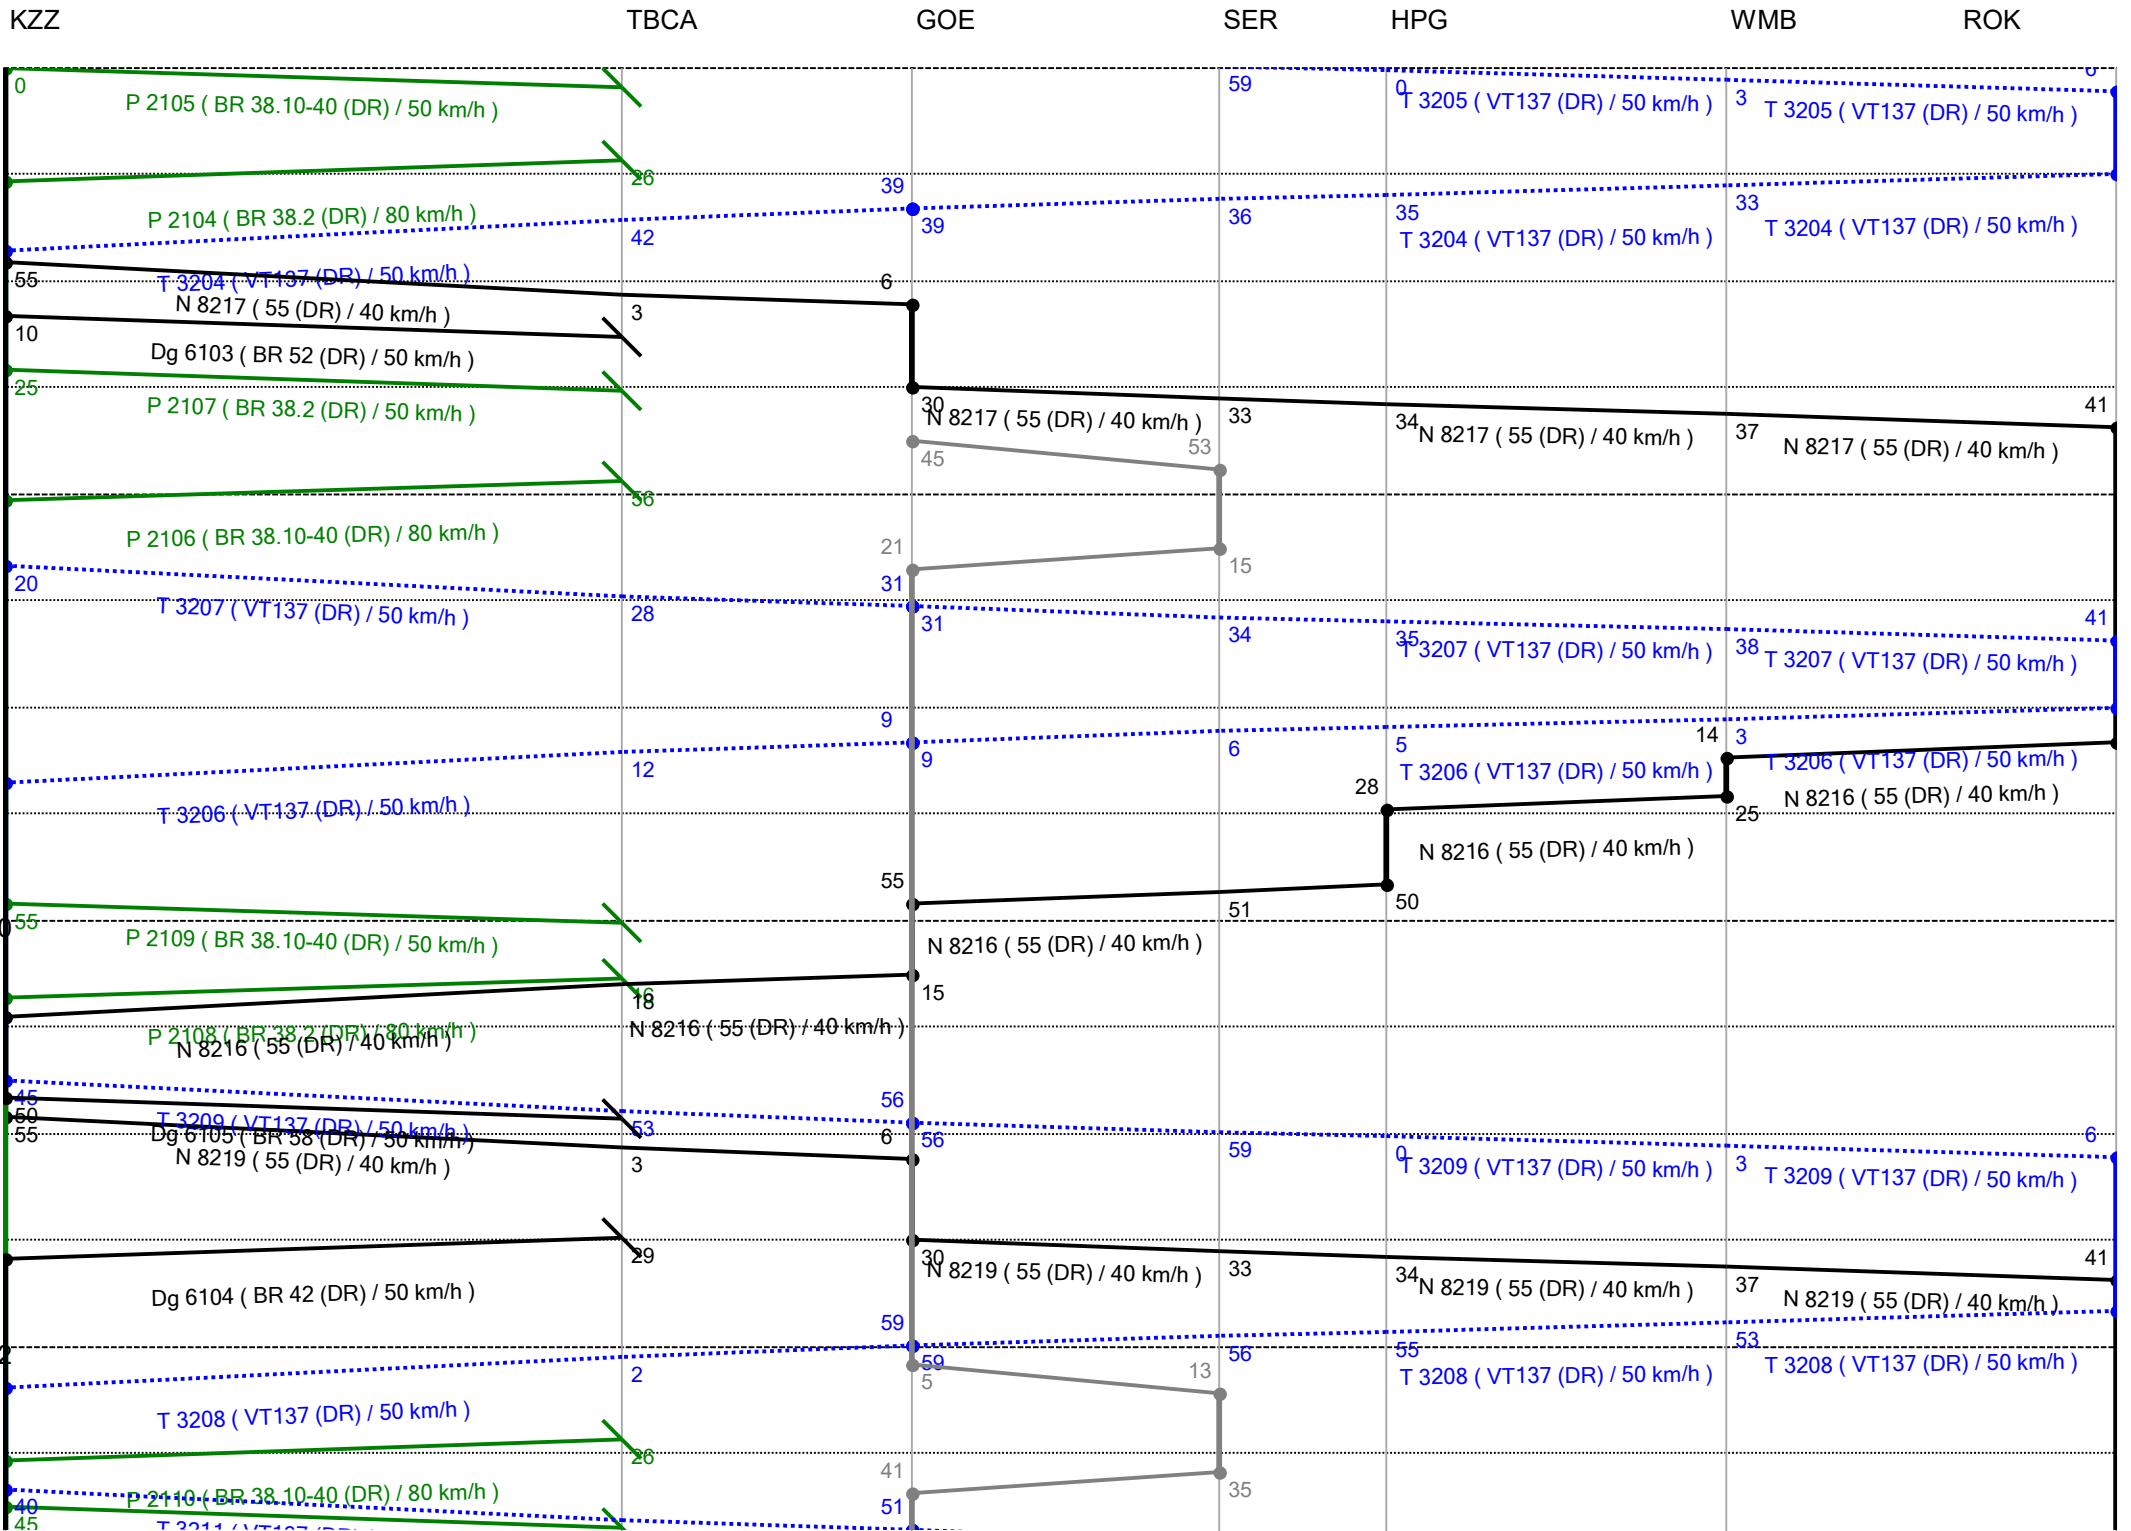 KZZ TBCA GOE SER HPG WMB ROK
0 59 0 3 6
P 2105 ( BR 38.10-40 (DR) / 50 km/h ) T 3205 ( VT137 (DR) / 50 km/h ) T 3205 ( VT137 (DR) / 50 km/h )
26 39
P 2104 ( BR 38.2 (DR) / 80 km/h ) 42 39 36 35 33
T 3204 ( VT137 (DR) / 50 km/h ) T 3204 ( VT137 (DR) / 50 km/h )
55 T 3204 ( VT137 (DR) / 50 km/h ) 6
N 8217 ( 55 (DR) / 40 km/h ) 3
10
Dg 6103 ( BR 52 (DR) / 50 km/h )
25 30 33 34 37 41
P 2107 ( BR 38.2 (DR) / 50 km/h ) N 8217 ( 55 (DR) / 40 km/h ) N 8217 ( 55 (DR) / 40 km/h ) N 8217 ( 55 (DR) / 40 km/h )
45 53
56
P 2106 ( BR 38.10-40 (DR) / 80 km/h ) 21
15
20 31
T 3207 ( VT137 (DR) / 50 km/h ) 28 31 34 35 38 41
T 3207 ( VT137 (DR) / 50 km/h ) T 3207 ( VT137 (DR) / 50 km/h )
9
12 9 6 5 14 3
T 3206 ( VT137 (DR) / 50 km/h ) T 3206 ( VT137 (DR) / 50 km/h ) T 3206 ( VT137 (DR) / 50 km/h )
28 25 N 8216 ( 55 (DR) / 40 km/h )
N 8216 ( 55 (DR) / 40 km/h )
55 51 50
0 55
P 2109 ( BR 38.10-40 (DR) / 50 km/h ) N 8216 ( 55 (DR) / 40 km/h )
16
18 15
P 2108 ( BR 38.2 (DR) / 80 km/h ) N 8216 ( 55 (DR) / 40 km/h )
N 8216 ( 55 (DR) / 40 km/h )
45 56
50 T 3209 ( VT137 (DR) / 50 km/h ) 53
55 Dg 6105 ( BR 58 (DR) / 50 km/h ) 6 56 59 0 3 6
N 8219 ( 55 (DR) / 40 km/h ) 3 T 3209 ( VT137 (DR) / 50 km/h ) T 3209 ( VT137 (DR) / 50 km/h )
29 30 33 34 37 41
Dg 6104 ( BR 42 (DR) / 50 km/h ) N 8219 ( 55 (DR) / 40 km/h ) N 8219 ( 55 (DR) / 40 km/h ) N 8219 ( 55 (DR) / 40 km/h )
59
2 59 56 55 53
2 5 13 T 3208 ( VT137 (DR) / 50 km/h ) T 3208 ( VT137 (DR) / 50 km/h )
T 3208 ( VT137 (DR) / 50 km/h )
26 41
P 2110 ( BR 38.10-40 (DR) / 80 km/h ) 35
40 51
45 T 3211 ( VT137 (DR) / 50 km/h )